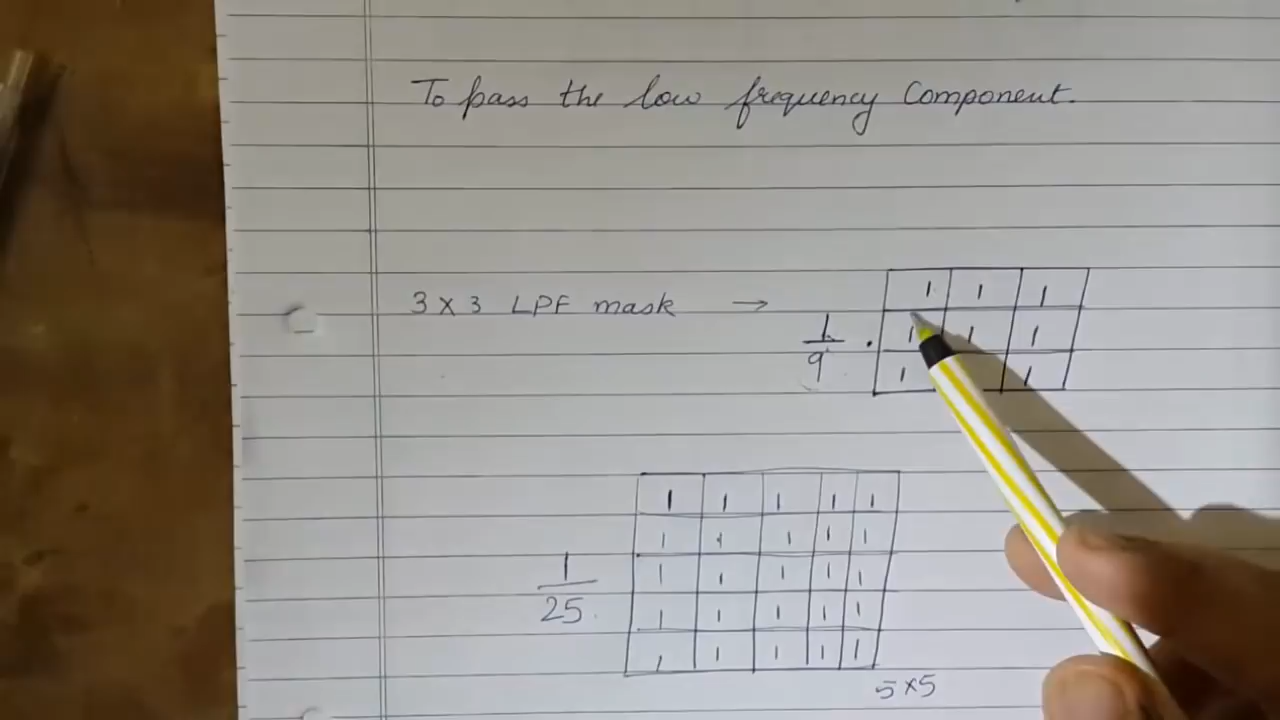 To pass the low frequency Component.
3 x 3 LPF mask → 1/9 . 1 1 1
1 1 1
1 1
1 1 1 1 1
1 1 1 1 1
1/25 1 1 1 1 1
1 1 1 1 1
1 1 1 1 1
5x5